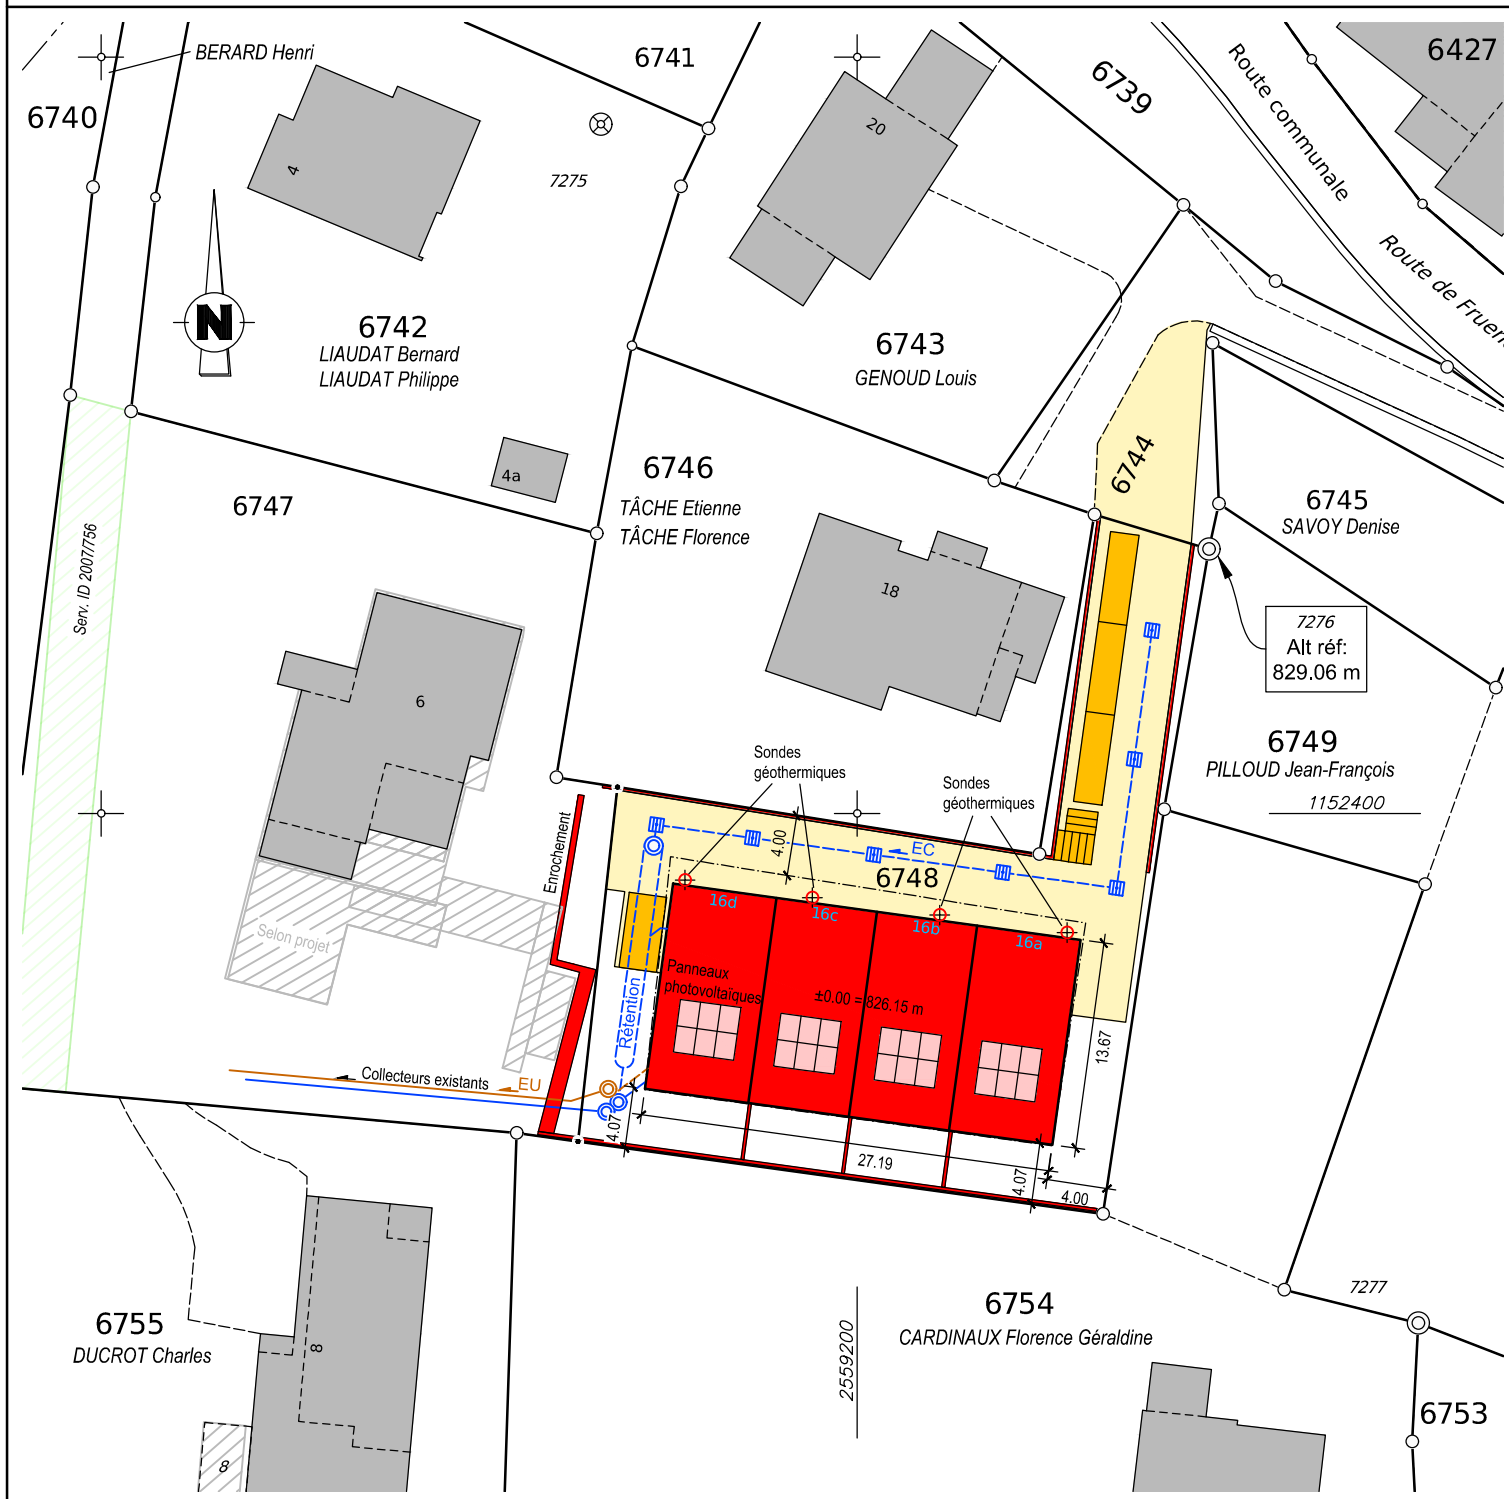 BERARD Henri
6741
6427
6739
Route communale
6740
20
4
7275
Route de
N
6742
LIAUDAT Bernard
LIAUDAT Philippe
6743
GENOUD Louis
6744
4a
6746
TÂCHE Etienne
TÂCHE Florence
6747
6745
SAVOY Denise
Serv. ID 2007/756
18
7276
Alt réf:
829.06 m
6
6749
PILLOUD Jean-François
1152400
Sondes
géothermiques
Sondes
géothermiques
Enrochement
4.00
EC
6748
16d
16c
16b
16a
Selon projet
Panneaux
photovoltaïques
±0.00 = 826.15 m
Rétention
13.67
Collecteurs existants
EU
4.07
27.19
4.07
4.00
7277
6755
DUCROT Charles
8
6754
CARDINAUX Florence Géraldine
2559200
6753
8